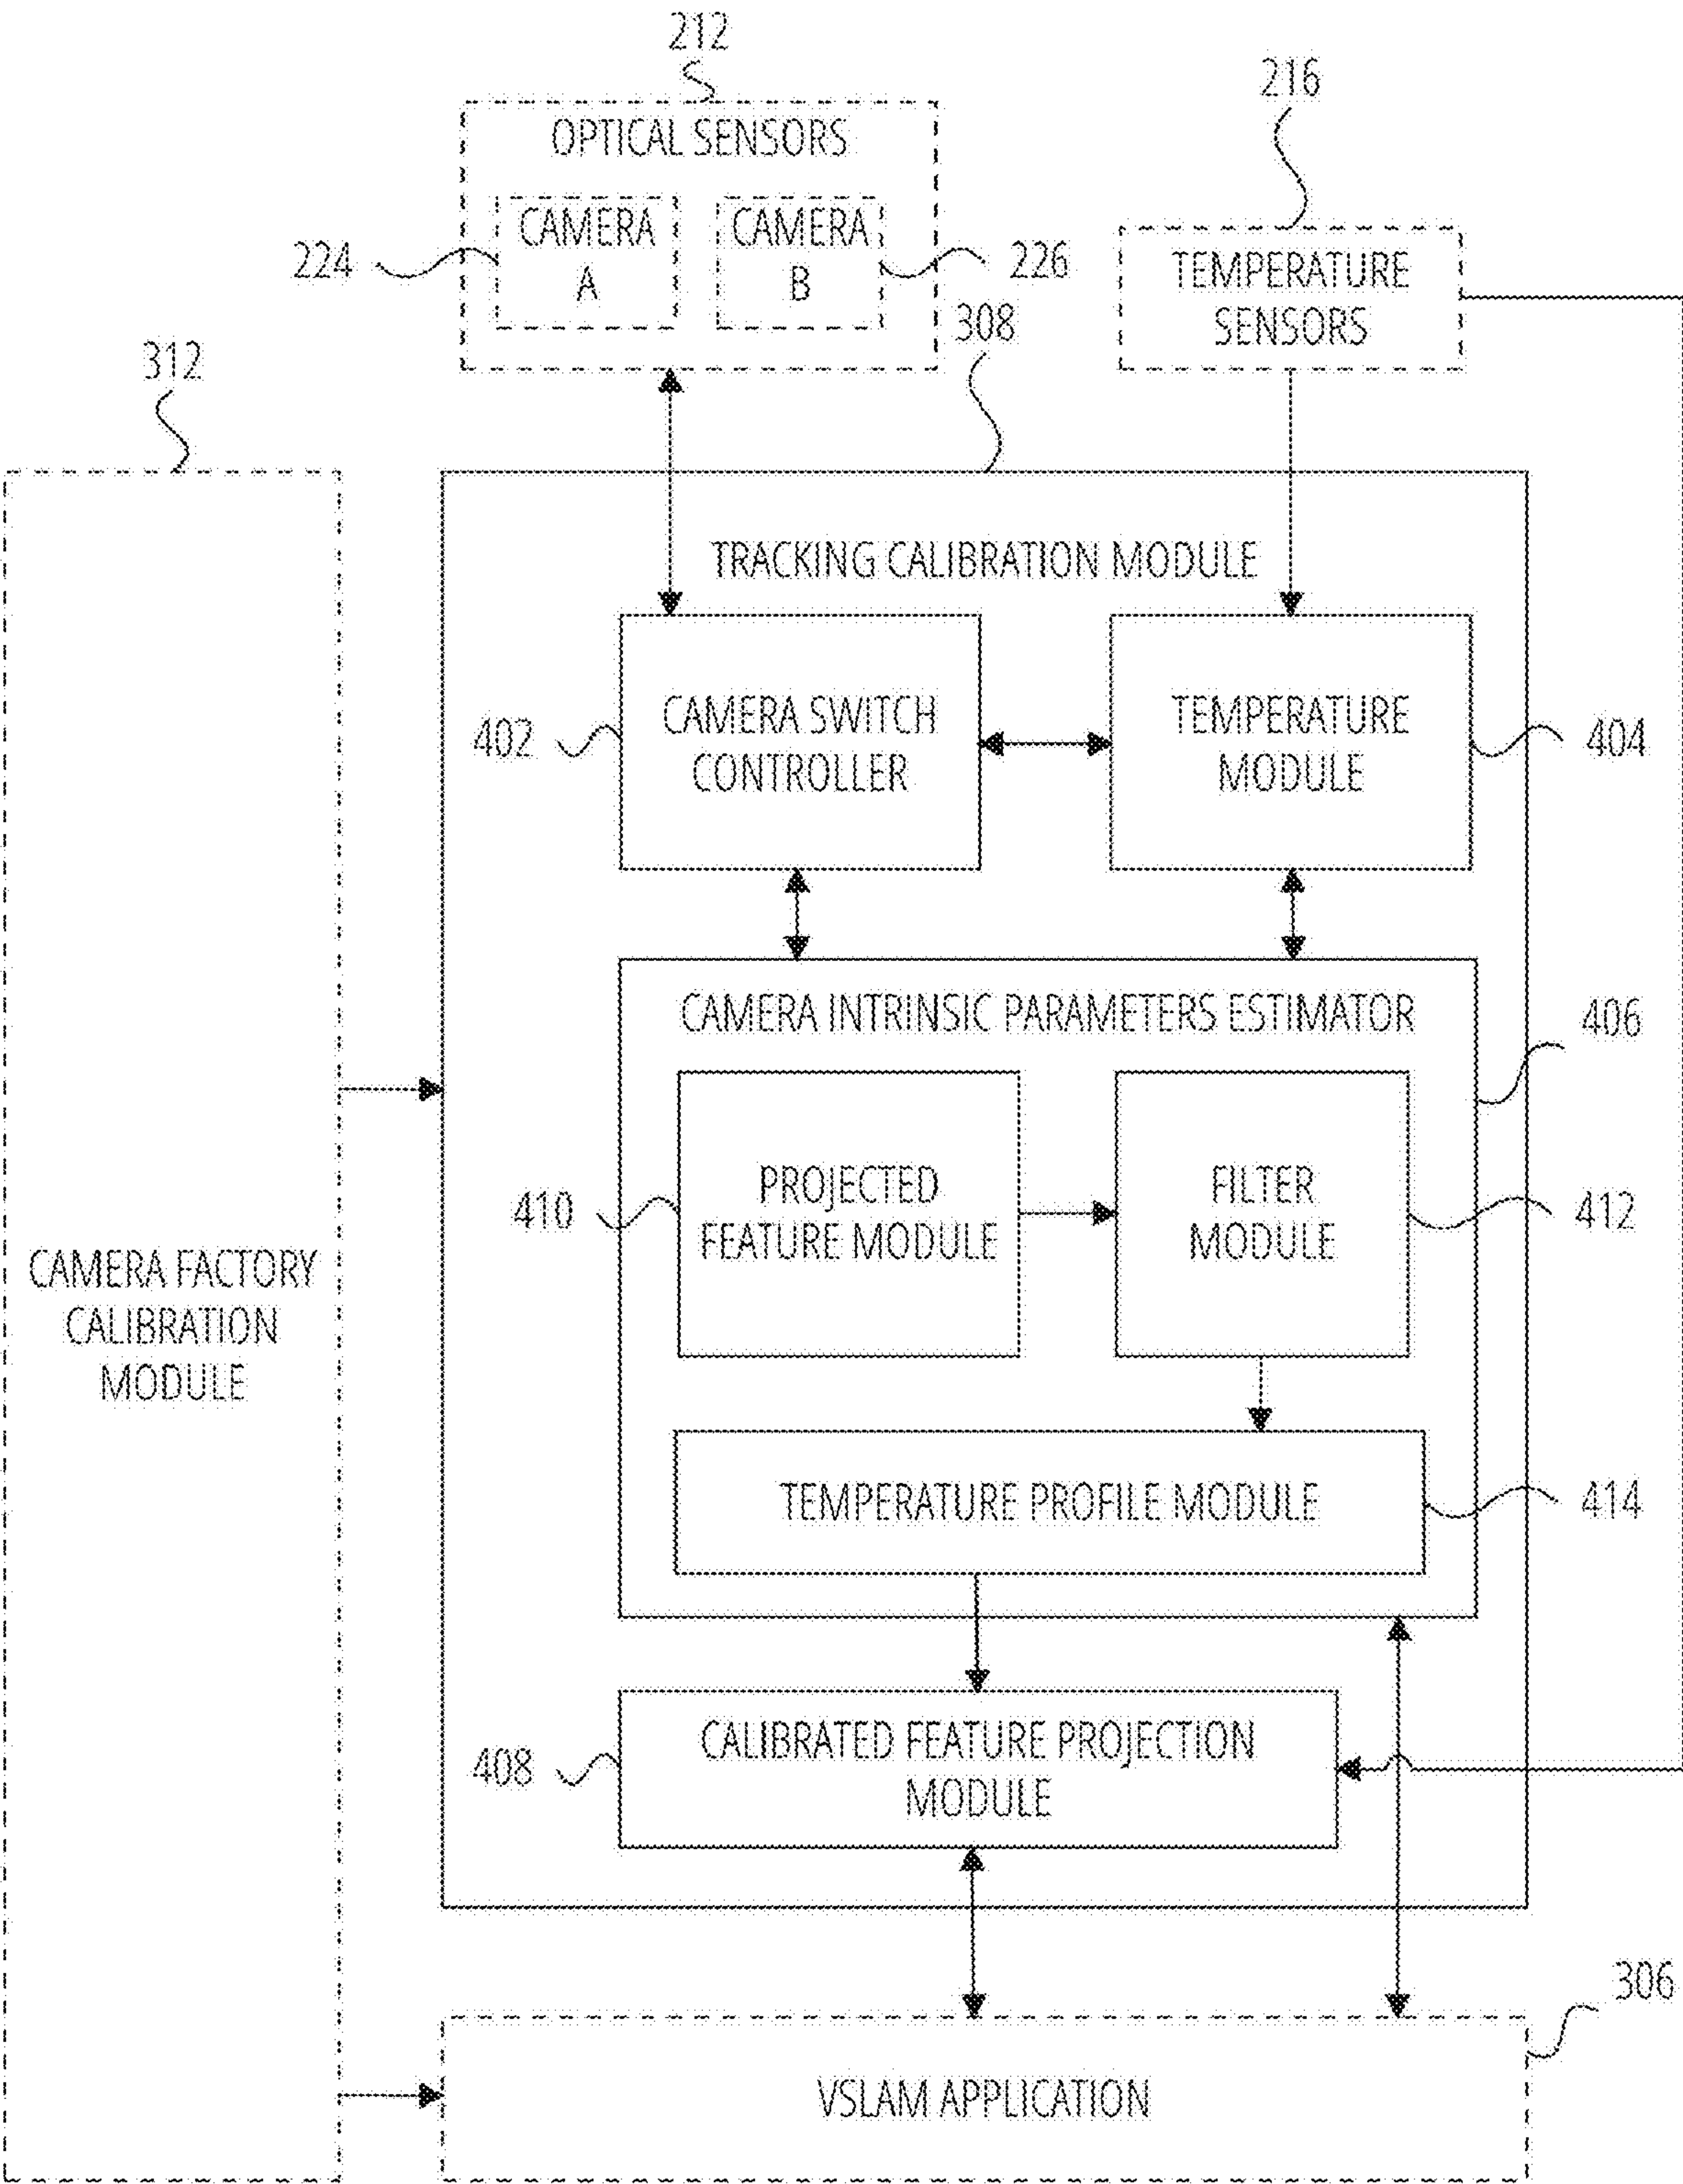 212
216
OPTICAL SENSORS
CAMERA
A
CAMERA
B
224
226
TEMPERATURE
SENSORS
308
312
TRACKING CALIBRATION MODULE
402
CAMERA SWITCH
CONTROLLER
TEMPERATURE
MODULE
404
CAMERA INTRINSIC PARAMETERS ESTIMATOR
406
410
PROJECTED
FEATURE MODULE
FILTER
MODULE
412
CAMERA FACTORY
CALIBRATION
MODULE
TEMPERATURE PROFILE MODULE
414
408
CALIBRATED FEATURE PROJECTION
MODULE
306
VSLAM APPLICATION